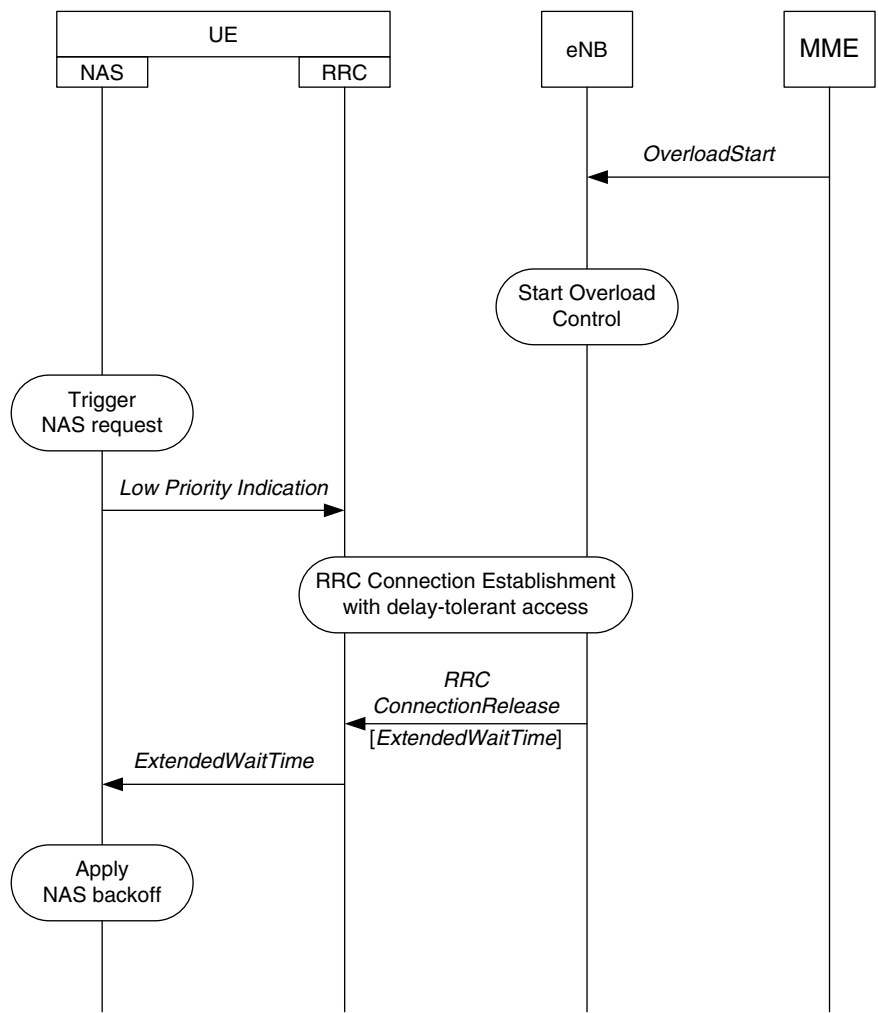 UE
NAS
RRC
eNB
MME
OverloadStart
Start Overload
Control
Trigger
NAS request
Low Priority Indication
RRC Connection Establishment
with delay-tolerant access
RRC
ConnectionRelease
[ExtendedWaitTime]
ExtendedWaitTime
Apply
NAS backoff